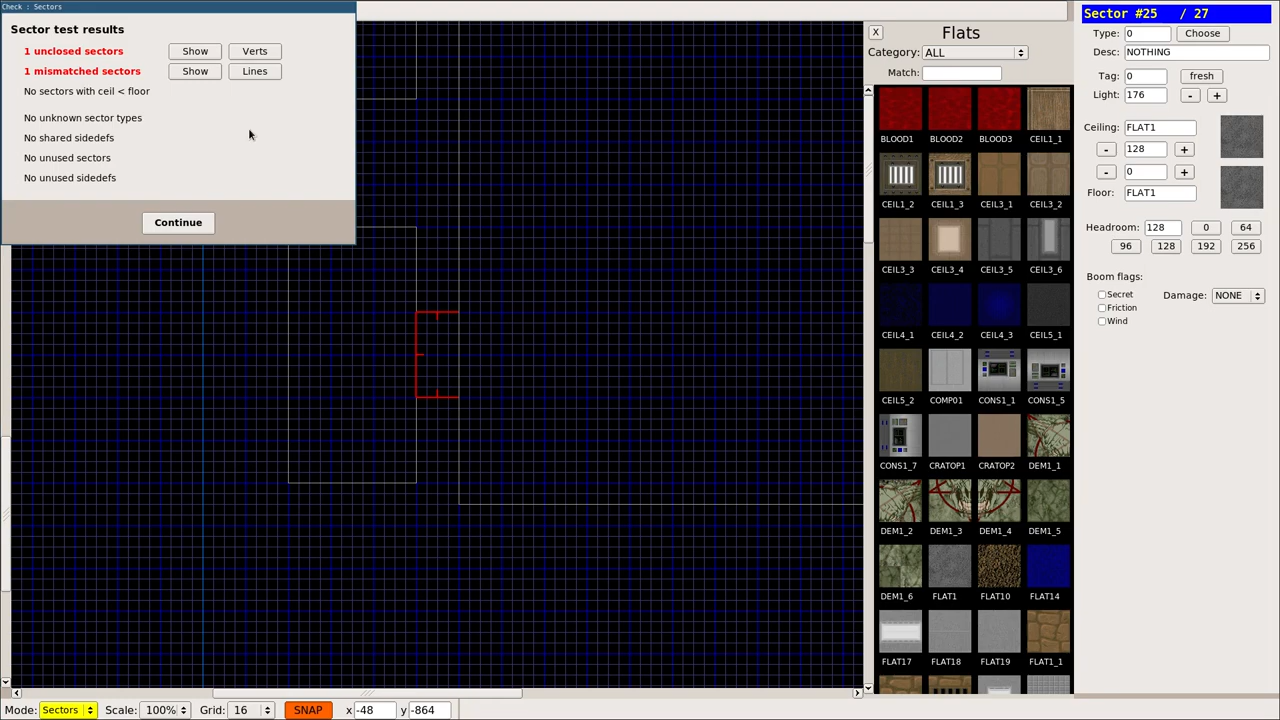 Check : Sectors
Sector test results
1 unclosed sectors Show Verts
1 mismatched sectors Show Lines
No sectors with ceil < floor
No unknown sector types
No shared sidedefs
No unused sectors
No unused sidedefs
Continue
X Flats
Category: ALL
Match:
BLOOD1 BLOOD2 BLOOD3 CEIL1_1
CEIL1_2 CEIL1_3 CEIL3_1 CEIL3_2
CEIL3_3 CEIL3_4 CEIL3_5 CEIL3_6
CEIL4_1 CEIL4_2 CEIL4_3 CEIL5_1
CEIL5_2 COMP01 CONS1_1 CONS1_5
CONS1_7 CRATOP1 CRATOP2 DEM1_1
DEM1_2 DEM1_3 DEM1_4 DEM1_5
DEM1_6 FLAT1 FLAT10 FLAT14
FLAT17 FLAT18 FLAT19 FLAT1_1
Sector #25 / 27
Type: 0 Choose
Desc: NOTHING
Tag: 0 fresh
Light: 176 - +
Ceiling: FLAT1
- 128 +
- 0 +
Floor: FLAT1
Headroom: 128 0 64
96 128 192 256
Boom flags:
Secret Damage: NONE
Friction
Wind
Mode: Sectors Scale: 100% Grid: 16 SNAP x -48 y -864